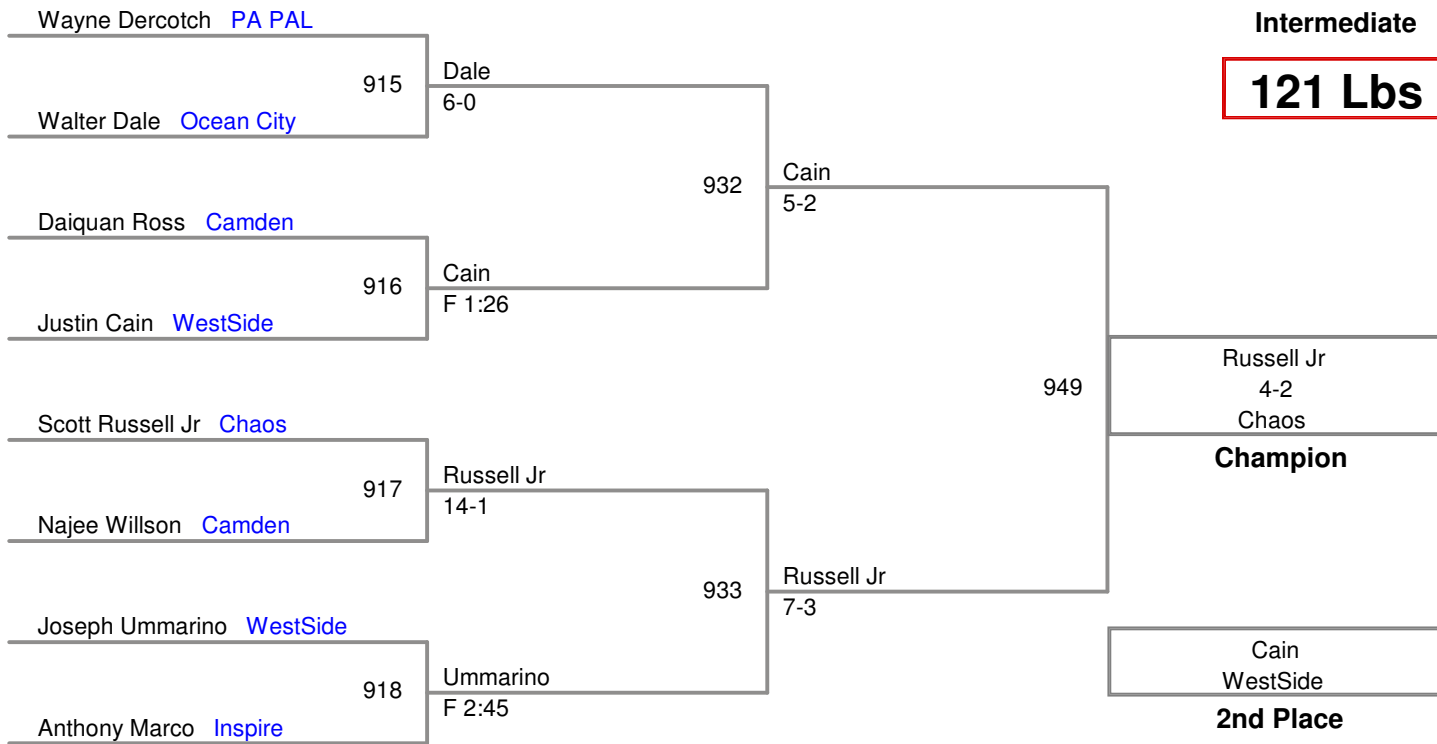 Wayne Dercotch PA PAL
Intermediate
915
Dale
6-0
121 Lbs
Walter Dale Ocean City
932
Cain
5-2
Daiquan Ross Camden
916
Cain
F 1:26
Justin Cain WestSide
949
Russell Jr
4-2
Chaos
Champion
Scott Russell Jr Chaos
917
Russell Jr
14-1
Najee Willson Camden
933
Russell Jr
7-3
Joseph Ummarino WestSide
918
Ummarino
F 2:45
Anthony Marco Inspire
Cain
WestSide
2nd Place